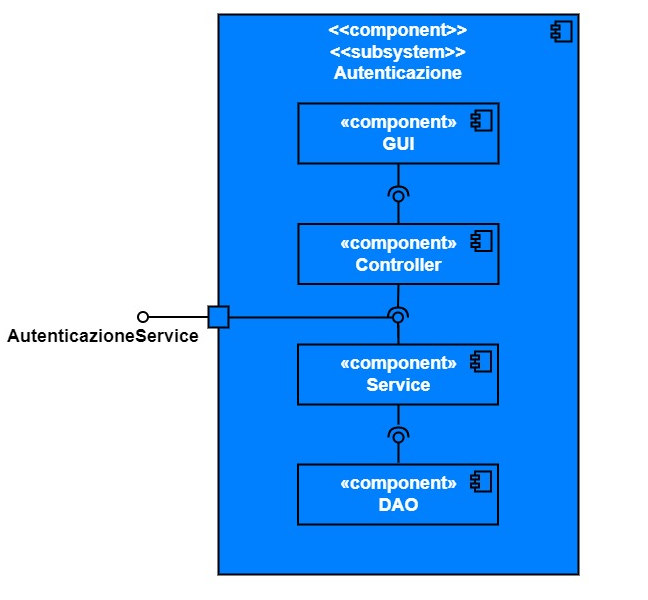 <<component>>
<<subsystem>>
Autenticazione
«component»
GUI
«component»
Controller
AutenticazioneService
«component»
Service
«component»
DAO